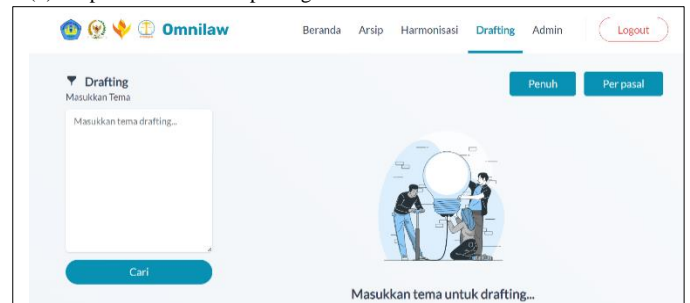 Omnilaw
Beranda Arsip Harmonisasi Drafting Admin Logout
Drafting
Masukkan Tema
Penuh Per pasal
Masukkan tema drafting...
Cari
Masukkan tema untuk drafting...